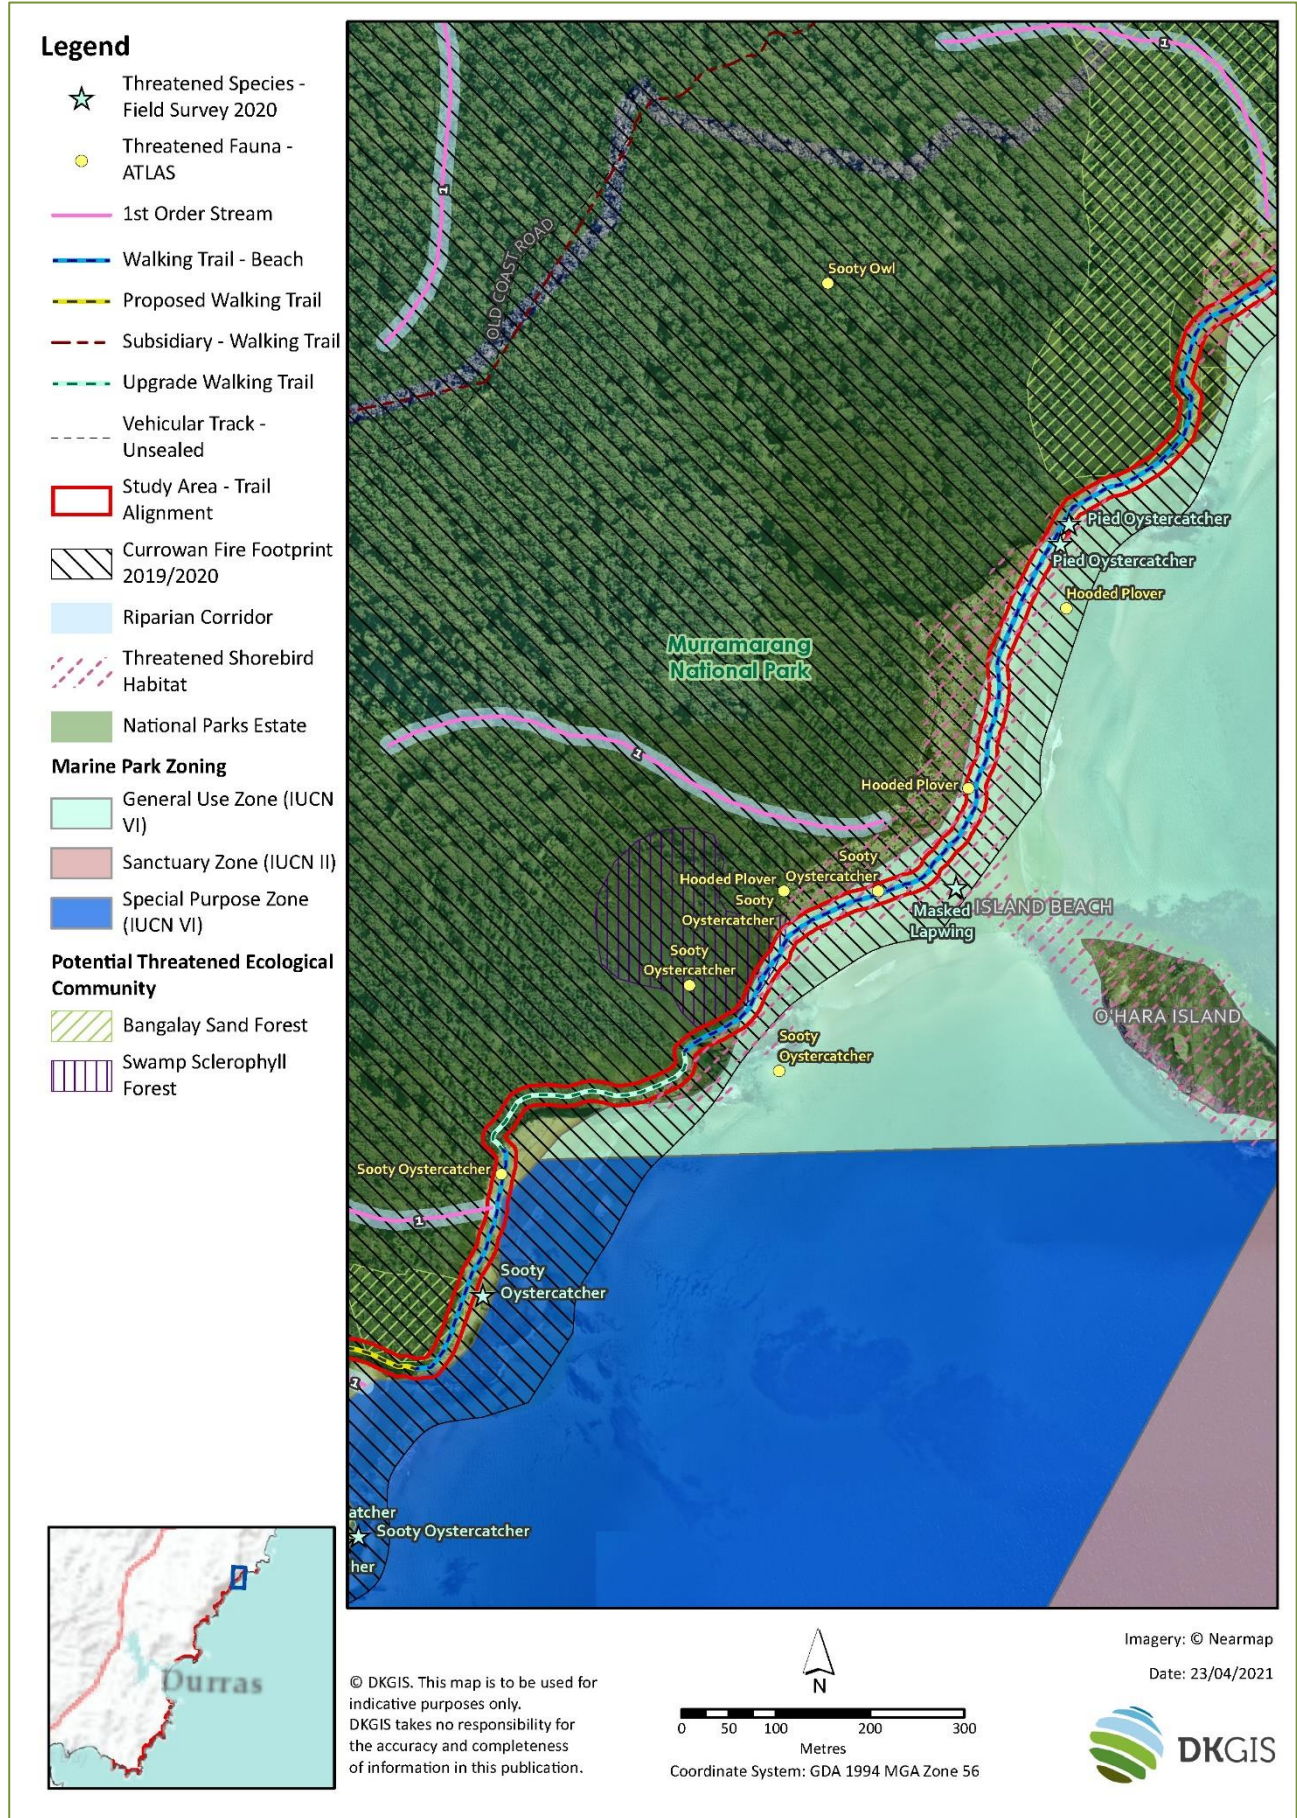 Legend
Threatened Species -
Field Survey 2020
Threatened Fauna -
ATLAS
1st Order Stream
Walking Trail - Beach
Proposed Walking Trail
Subsidiary - Walking Trail
Upgrade Walking Trail
Vehicular Track -
Unsealed
Study Area - Trail
Alignment
Currowan Fire Footprint
2019/2020
Riparian Corridor
Threatened Shorebird
Habitat
National Parks Estate
Marine Park Zoning
General Use Zone (IUCN
VI)
Sanctuary Zone (IUCN II)
Special Purpose Zone
(IUCN VI)
Potential Threatened Ecological
Community
Bangalay Sand Forest
Swamp Sclerophyll
Forest
1
1
OLD COAST ROAD
Sooty Owl
Pied Oystercatcher
Pied Oystercatcher
Hooded Plover
Murramarang
National Park
1
Hooded Plover
Sooty
Oystercatcher
Hooded Plover
Sooty
Oystercatcher
Masked
Lapwing
ISLAND BEACH
Sooty
Oystercatcher
O'HARA ISLAND
Sooty
Oystercatcher
Sooty Oystercatcher
1
Sooty
Oystercatcher
1
atcher
Sooty Oystercatcher
her
Durras
© DKGIS. This map is to be used for
indicative purposes only.
DKGIS takes no responsibility for
the accuracy and completeness
of information in this publication.
N
0 50 100 200 300
Metres
Coordinate System: GDA 1994 MGA Zone 56
Imagery: © Nearmap
Date: 23/04/2021
DKGIS